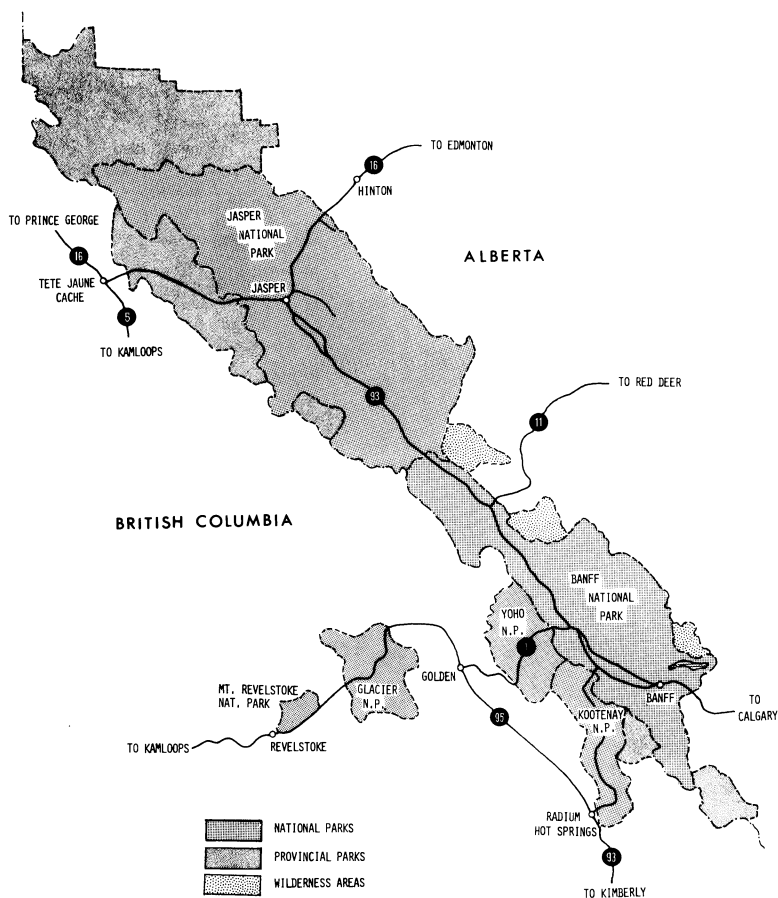 TO EDMONTON
16
HINTON
JASPER
NATIONAL
PARK
TO PRINCE GEORGE
16
ALBERTA
TETE JAUNE
CACHE
JASPER
5
TO KAMLOOPS
93
TO RED DEER
11
BRITISH COLUMBIA
BANFF
NATIONAL
PARK
YOHO
N.P.
1
GOLDEN
MT. REVELSTOKE
NAT. PARK
GLACIER
N.P.
BANFF
TO
CALGARY
KOOTENAY
N.P.
95
TO KAMLOOPS
REVELSTOKE
RADIUM
HOT SPRINGS
NATIONAL PARKS
PROVINCIAL PARKS
WILDERNESS AREAS
93
TO KIMBERLY